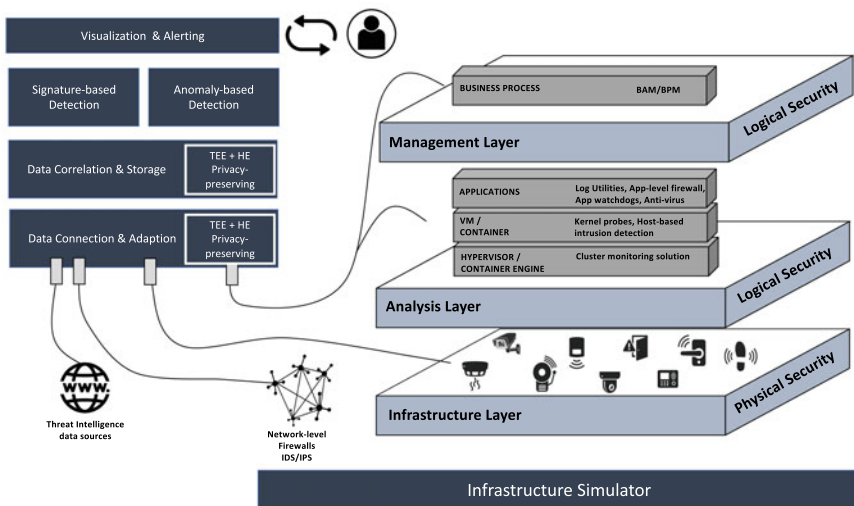 Visualization & Alerting
Signature-based
Detection
Anomaly-based
Detection
Data Correlation & Storage
TEE + HE
Privacy-
preserving
Data Connection & Adaption
TEE + HE
Privacy-
preserving
WWW.
Threat Intelligence
data sources
Network-level
Firewalls
IDS/IPS
BUSINESS PROCESS
BAM/BPM
Management Layer
Logical Security
APPLICATIONS
Log Utilities, App-level firewall,
App watchdogs, Anti-virus
VM /
CONTAINER
Kernel probes, Host-based
intrusion detection
HYPERVISOR /
CONTAINER ENGINE
Cluster monitoring solution
Analysis Layer
Logical Security
Infrastructure Layer
Physical Security
Infrastructure Simulator